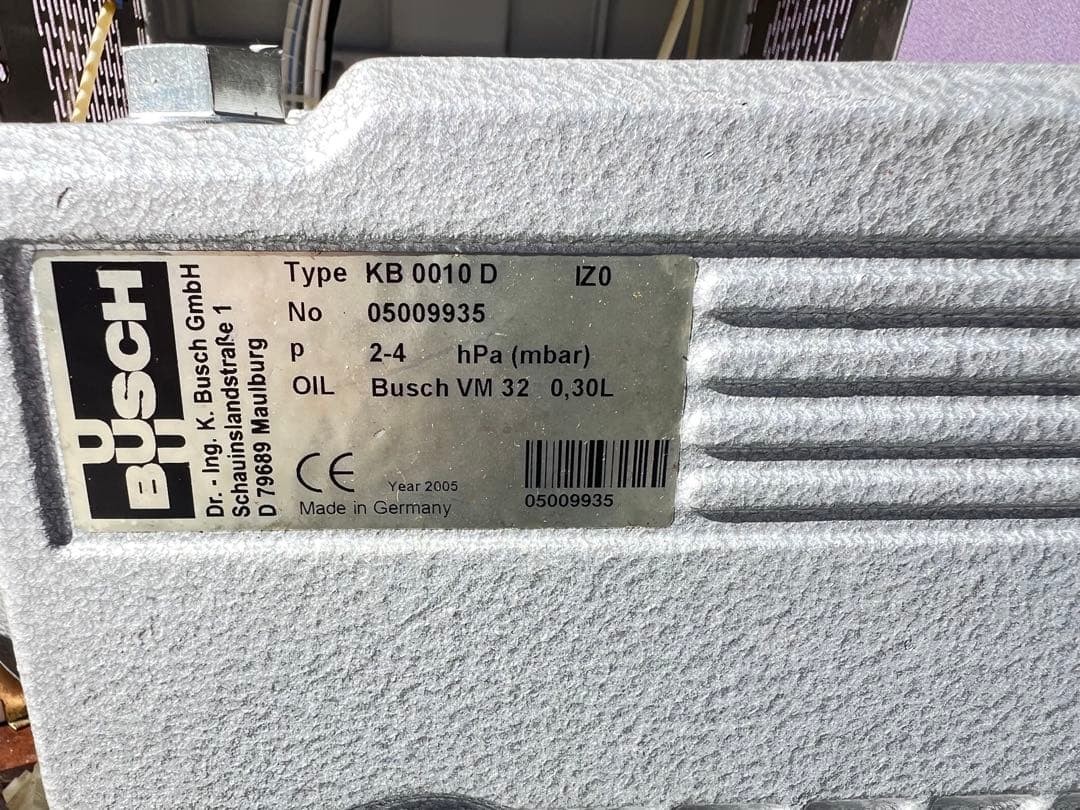 BUSCH
Dr. - Ing. K. Busch GmbH
Schauinslandstraße 1
D 79689 Maulburg
Type KB 0010 D IZ0
No 05009935
p 2-4 hPa (mbar)
OIL Busch VM 32 0,30L
CE Year 2005
Made in Germany
05009935